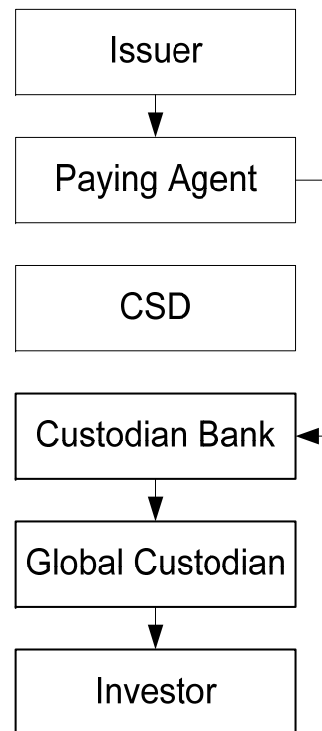 Issuer
Paying Agent
CSD
Custodian Bank
Global Custodian
Investor